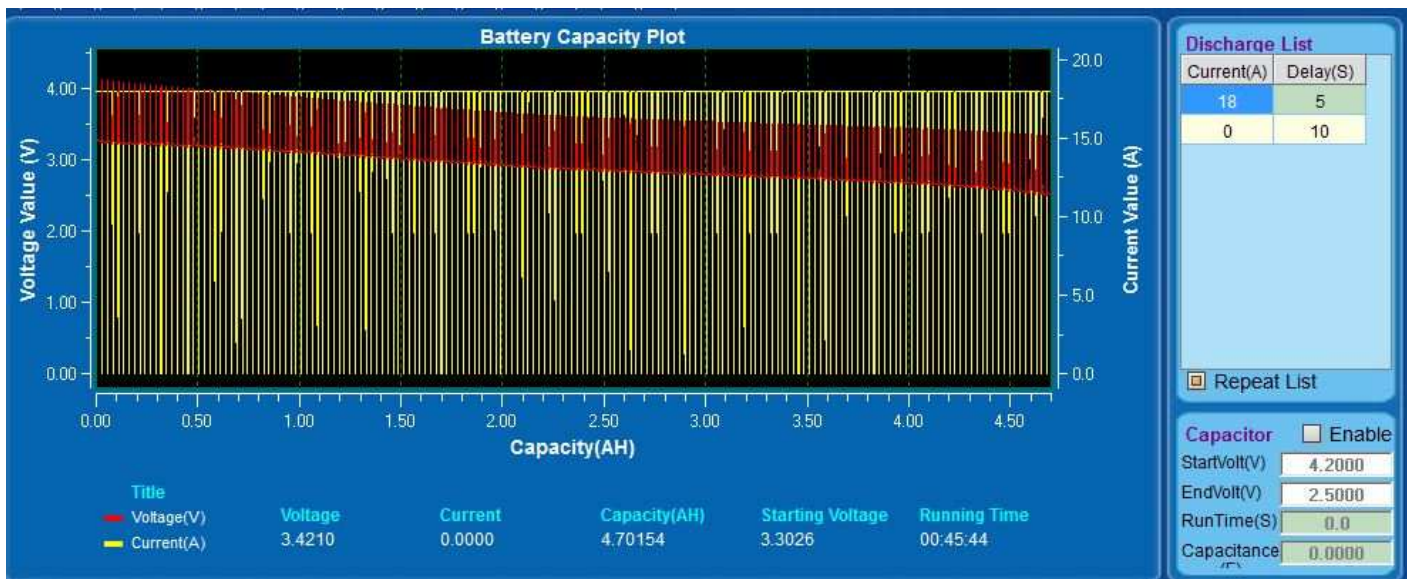 Battery Capacity Plot
Voltage Value (V)
4.00
3.00
2.00
1.00
0.00
20.0
15.0
10.0
5.0
0.0
Current Value (A)
0.00 0.50 1.00 1.50 2.00 2.50 3.00 3.50 4.00 4.50
Capacity(AH)
Title
Voltage(V)
Current(A)
Voltage Current Capacity(AH) Starting Voltage Running Time
3.4210 0.0000 4.70154 3.3026 00:45:44
Discharge List
Current(A) Delay(S)
18 5
0 10
Repeat List
Capacitor Enable
StartVolt(V) 4.2000
EndVolt(V) 2.5000
RunTime(S) 0.0
Capacitance 0.0000